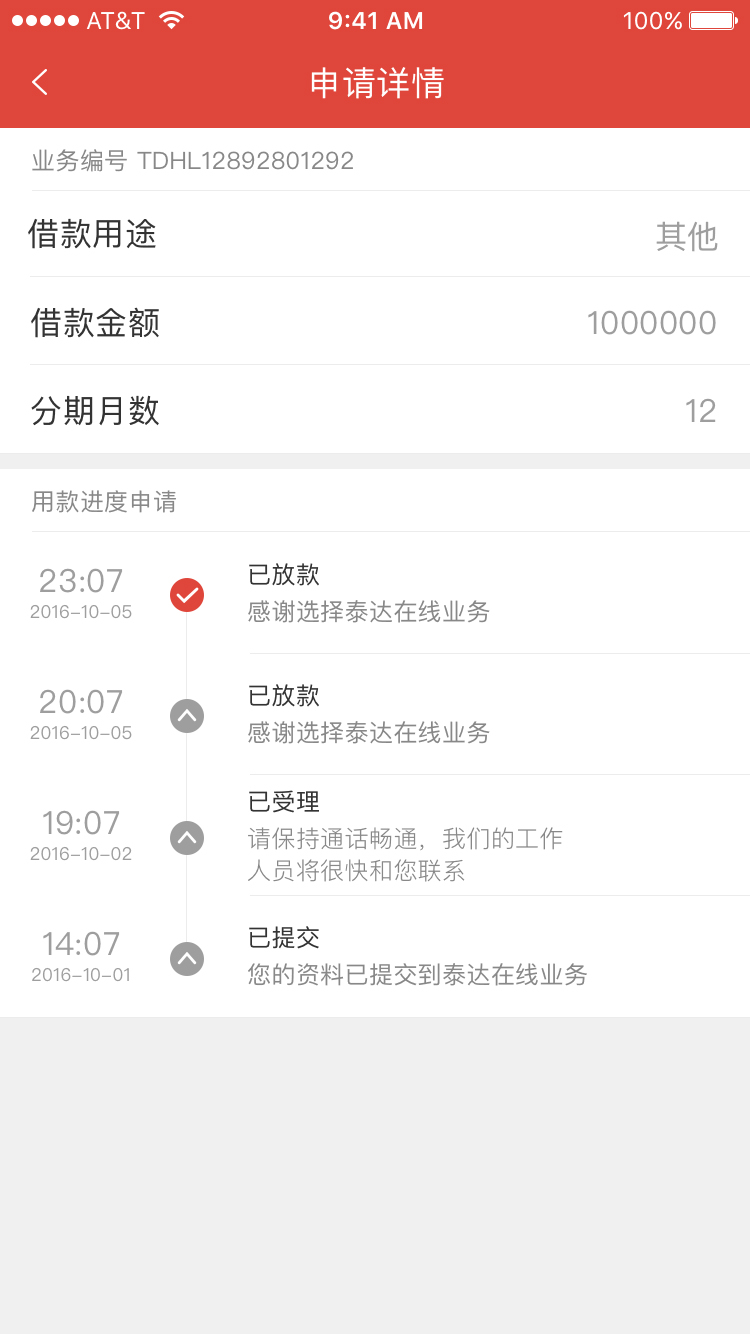 AT&T 9:41 AM 100%
申请详情
业务编号 TDHL12892801292
借款用途 其他
借款金额 1000000
分期月数 12
用款进度申请
23:07 已放款
2016-10-05 感谢选择泰达在线业务
20:07 已放款
2016-10-05 感谢选择泰达在线业务
19:07 已受理
2016-10-02 请保持通话畅通，我们的工作
人员将很快和您联系
14:07 已提交
2016-10-01 您的资料已提交到泰达在线业务